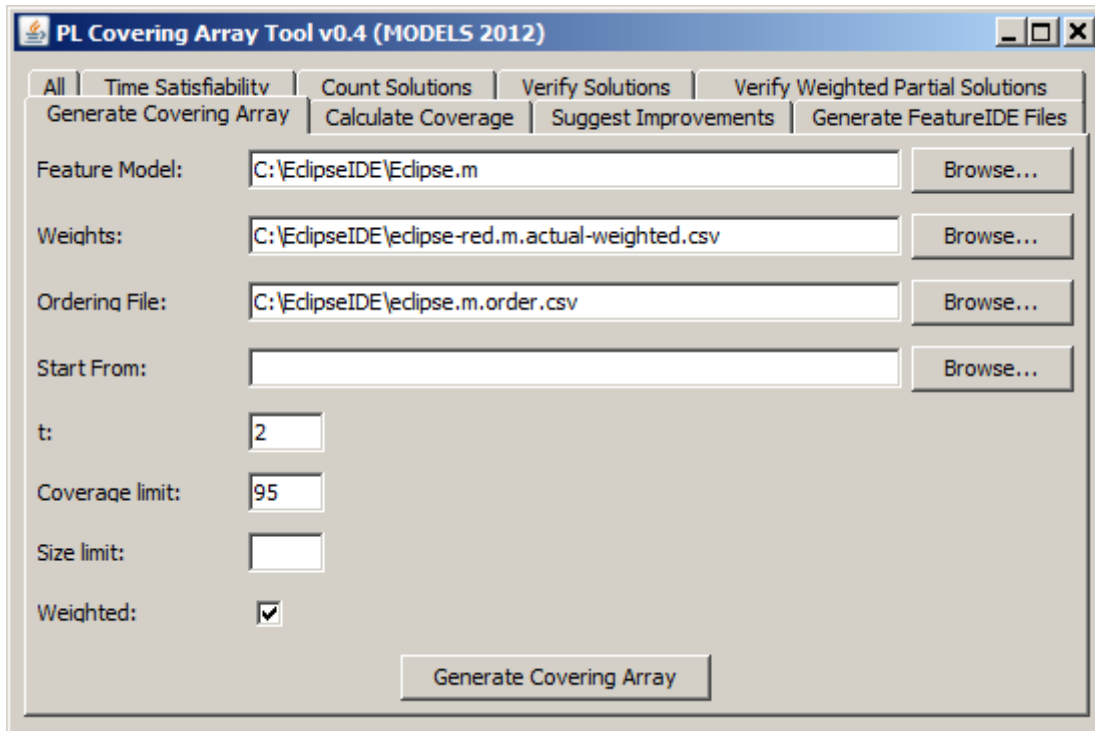 PL Covering Array Tool v0.4 (MODELS 2012)
All Time Satisfiability Count Solutions Verify Solutions Verify Weighted Partial Solutions
Generate Covering Array Calculate Coverage Suggest Improvements Generate FeatureIDE Files
Feature Model: C:\EclipseIDE\Eclipse.m Browse...
Weights: C:\EclipseIDE\eclipse-red.m.actual-weighted.csv Browse...
Ordering File: C:\EclipseIDE\eclipse.m.order.csv Browse...
Start From: Browse...
t: 2
Coverage limit: 95
Size limit:
Weighted:
Generate Covering Array